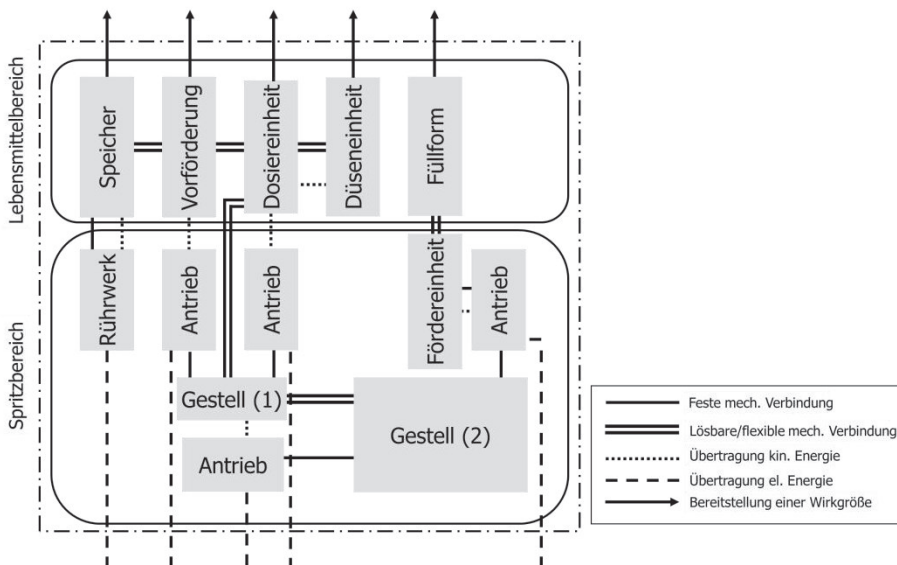 Lebensmittelbereich
Speicher
Vorförderung
Dosiereinheit
Düseneinheit
Füllform
Spritzbereich
Rührwerk
Antrieb
Antrieb
Fördereinheit
Antrieb
Gestell (1)
Gestell (2)
Antrieb
Feste mech. Verbindung
Lösbare/flexible mech. Verbindung
Übertragung kin. Energie
Übertragung el. Energie
Bereitstellung einer Wirkgröße